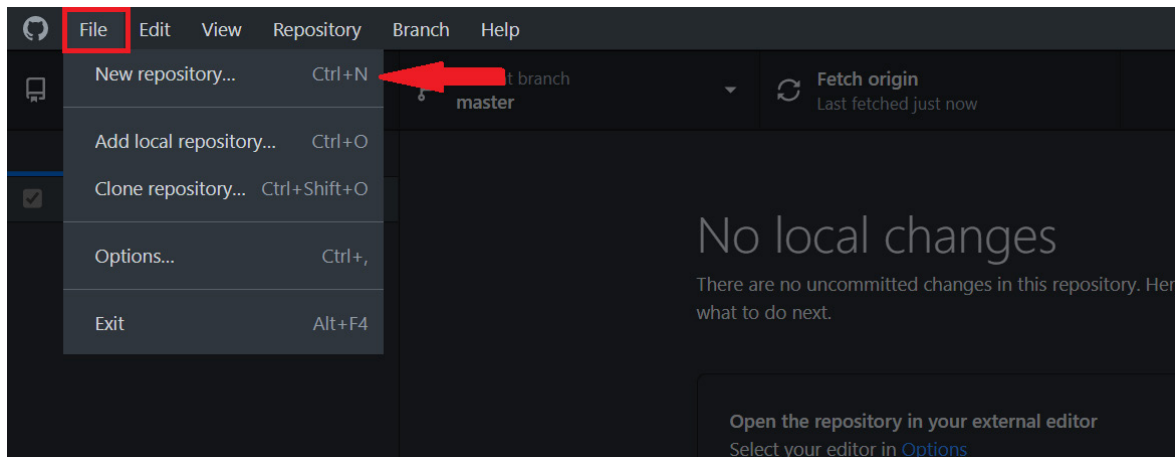 File Edit View Repository Branch Help
New repository... Ctrl+N
Add local repository... Ctrl+O
Clone repository... Ctrl+Shift+O
Options... Ctrl+,
Exit Alt+F4
branch
master
Fetch origin
Last fetched just now
No local changes
There are no uncommitted changes in this repository.
what to do next.
Open the repository in your external editor
Select your editor in Options